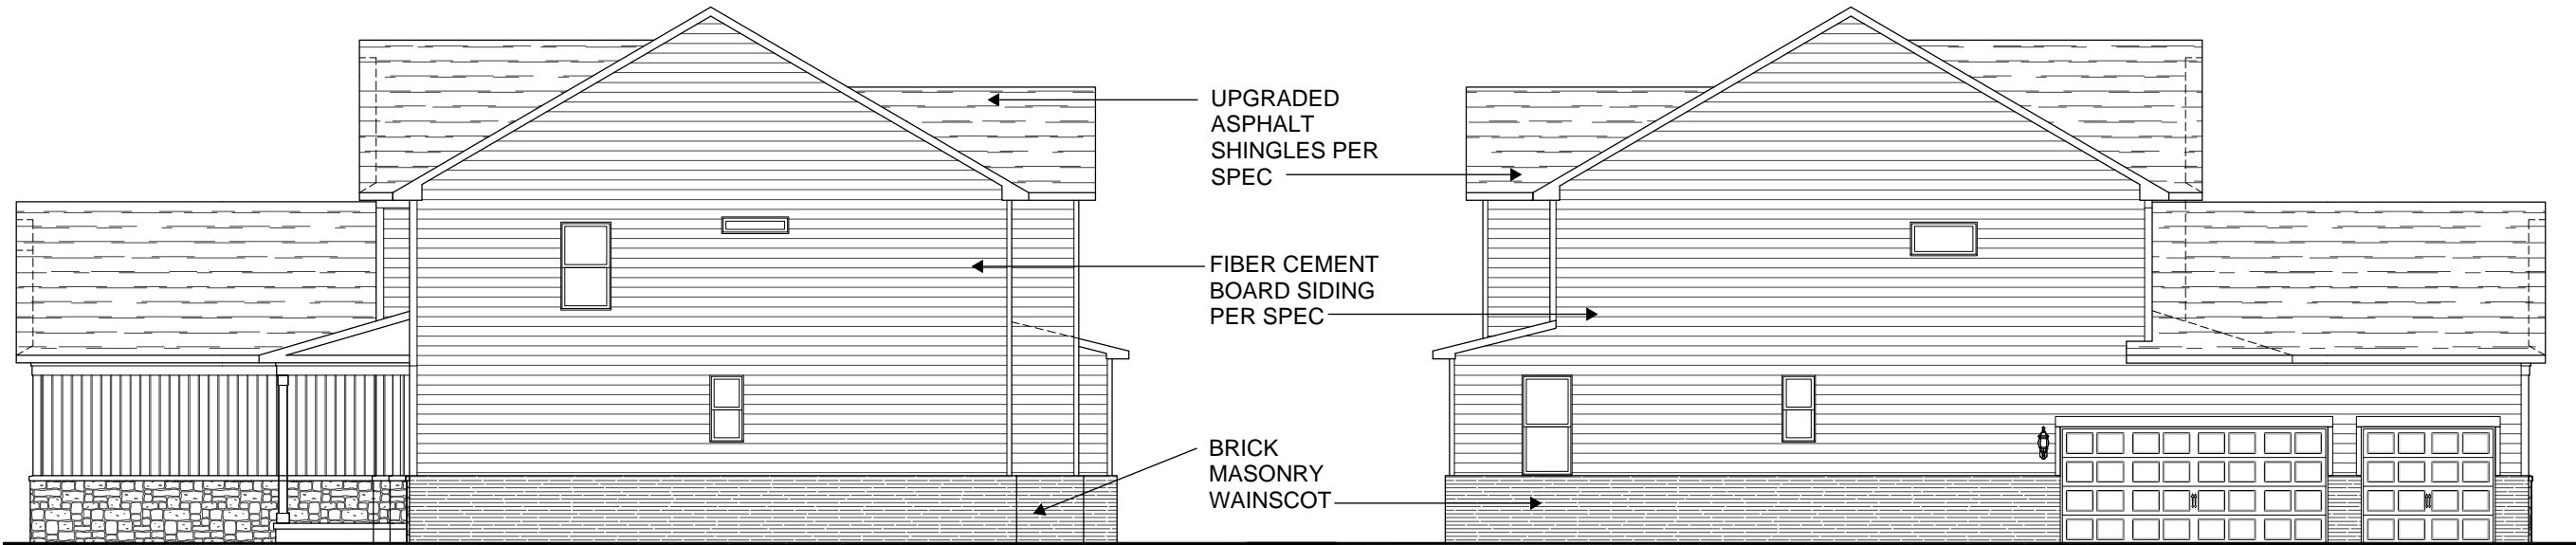 UPGRADED
ASPHALT
SHINGLES PER
SPEC
FIBER CEMENT
BOARD SIDING
PER SPEC
BRICK
MASONRY
WAINSCOT